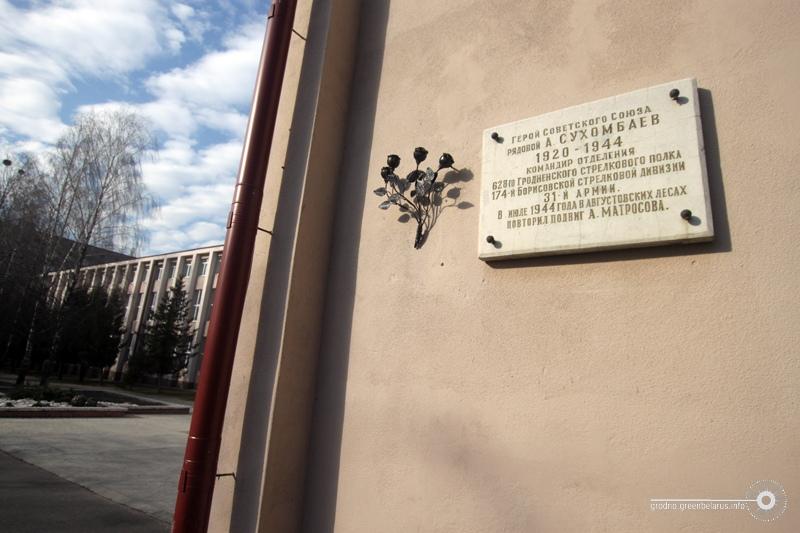 Герой Советского Союза
рядовой А. СУХОМБАЕВ
1920 - 1944
командир отделения
628го Гродненского стрелкового полка
174-й Борисовской стрелковой дивизии
31-й армии.
В июле 1944 года в Августовских лесах
повторил подвиг А. Матросова.
grodno.greenbelarus.info